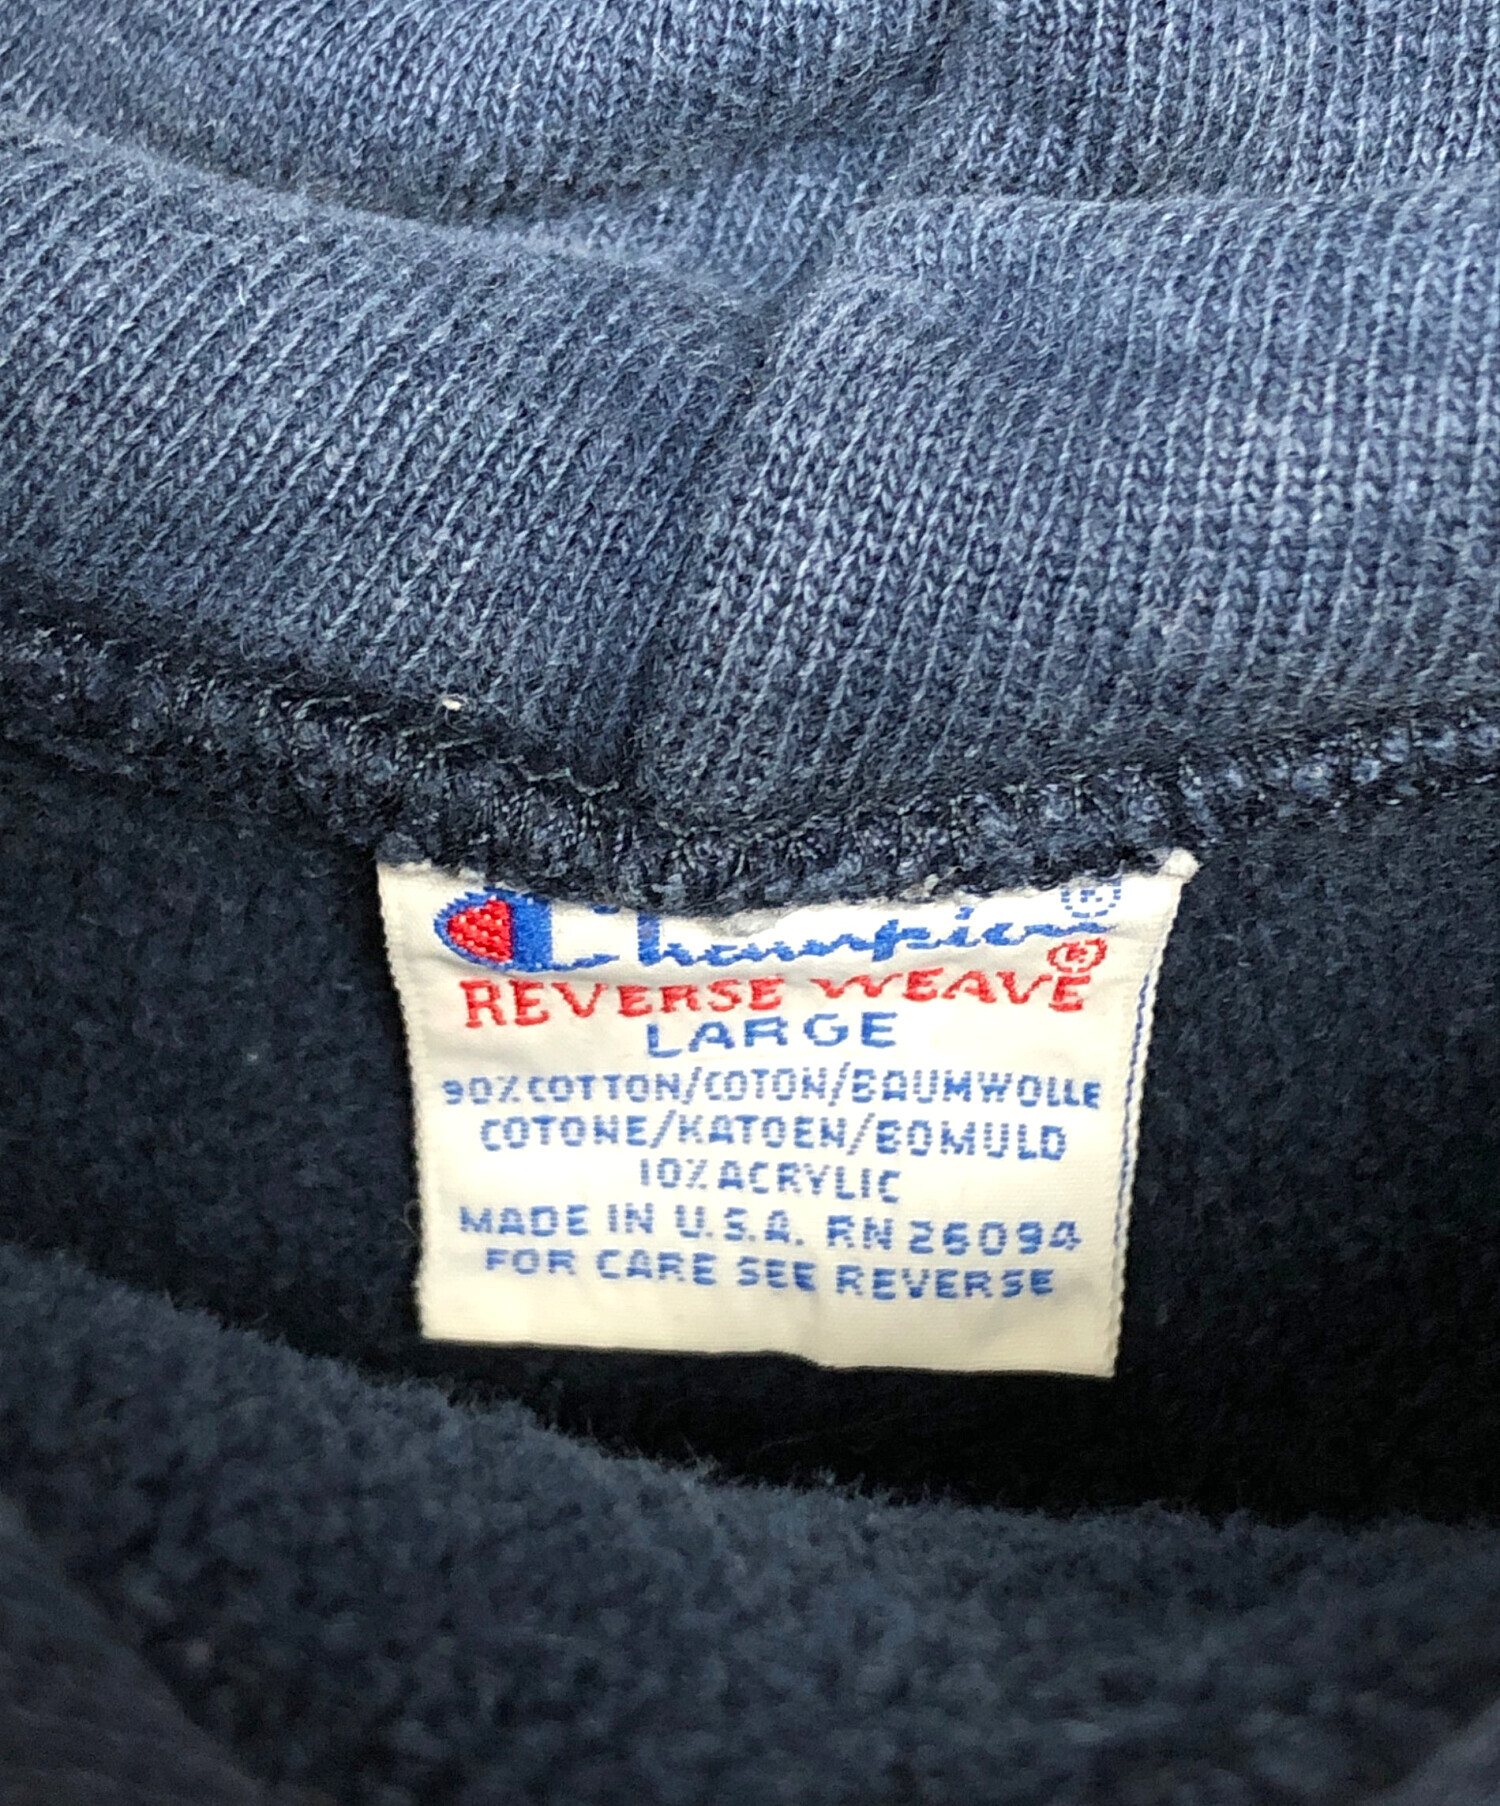 Champion®
REVERSE WEAVE®
LARGE
90% COTTON/COTON/BAUMWOLLE
COTONE/KATOEN/BOMULD
10% ACRYLIC
MADE IN U.S.A. RN 26094
FOR CARE SEE REVERSE